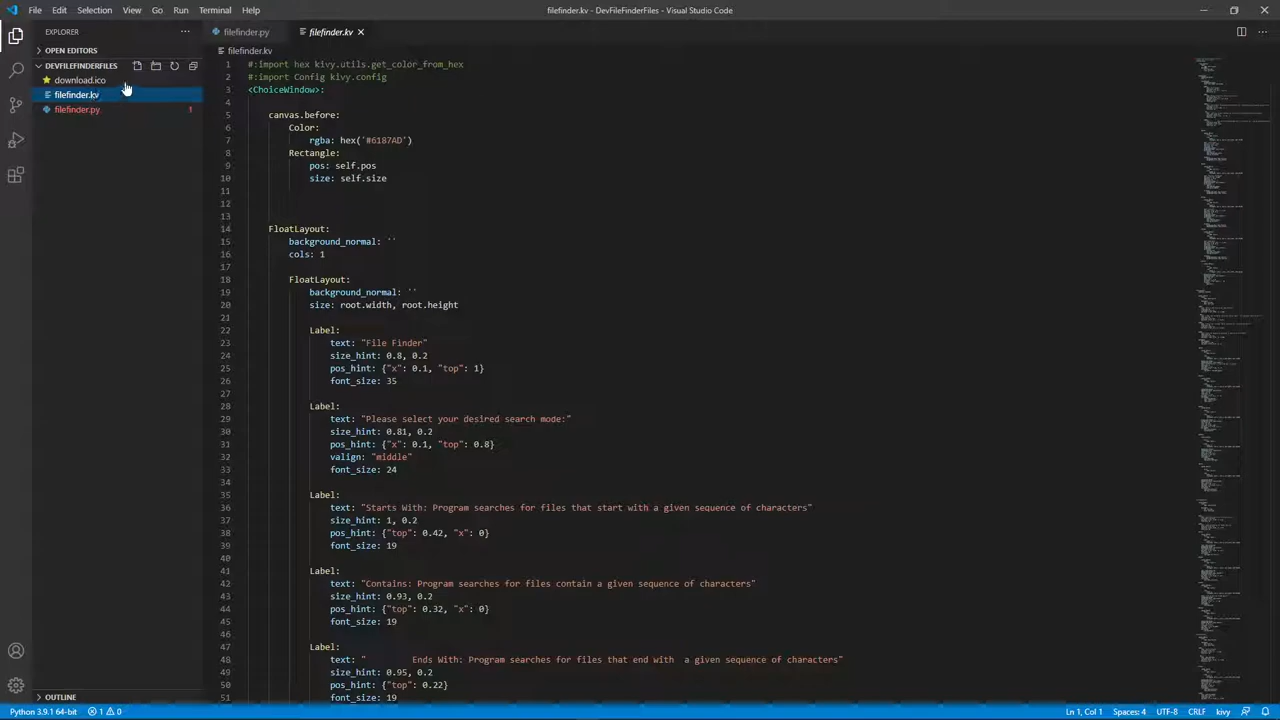 File Edit Selection View Go Run Terminal Help filefinder.kv - DevFileFinderFiles - Visual Studio Code
EXPLORER
OPEN EDITORS
DEVFILEFINDERFILES
download.ico
filefinder.kv
filefinder.py 1
OUTLINE
filefinder.py filefinder.kv
filefinder.kv
1 #:import hex kivy.utils.get_color_from_hex
2 #:import Config kivy.config
3 <ChoiceWindow>:
4
5 canvas.before:
6 Color:
7 rgba: hex('#6187AD')
8 Rectangle:
9 pos: self.pos
10 size: self.size
11
12
13
14 FloatLayout:
15 background_normal: ''
16 cols: 1
17
18 FloatLayout:
19 background_normal: ''
20 size: root.width, root.height
21
22 Label:
23 text: "File Finder"
24 size_hint: 0.8, 0.2
25 pos_hint: {"x": 0.1, "top": 1}
26 font_size: 35
27
28 Label:
29 text: "Please select your desired search mode:"
30 size_hint: 0.81, 0.2
31 pos_hint: {"x": 0.1, "top": 0.8}
32 valign: "middle"
33 font_size: 24
34
35 Label:
36 text: "Starts With: Program searches for files that start with a given sequence of characters"
37 size_hint: 1, 0.2
38 pos_hint: {"top": 0.42, "x": 0}
39 font_size: 19
40
41 Label:
42 text: "Contains: Program searches for files contain a given sequence of characters"
43 size_hint: 0.93, 0.2
44 pos_hint: {"top": 0.32, "x": 0}
45 font_size: 19
46
47 Label:
48 text: "        Ends With: Program searches for files that end with  a given sequence of characters"
49 size_hint: 0.95, 0.2
50 pos_hint: {"top": 0.22}
51 font_size: 19
Python 3.9.1 64-bit 1 0 Ln 1, Col 1 Spaces: 4 UTF-8 CRLF kivy